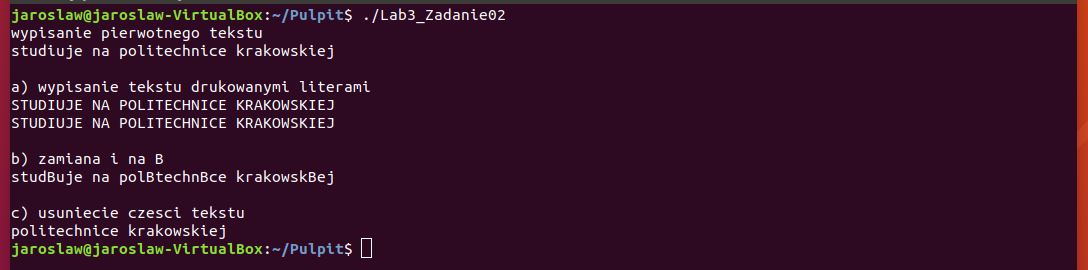 jaroslaw@jaroslaw-VirtualBox:~/Pulpit$ ./Lab3_Zadanie02
wypisanie pierwotnego tekstu
studiuje na politechnice krakowskiej
a) wypisanie tekstu drukowanymi literami
STUDIUJE NA POLITECHNICE KRAKOWSKIEJ
STUDIUJE NA POLITECHNICE KRAKOWSKIEJ
b) zamiana i na B
studBuje na polBtechnBce krakowskBej
c) usuniecie czesci tekstu
politechnice krakowskiej
jaroslaw@jaroslaw-VirtualBox:~/Pulpit$